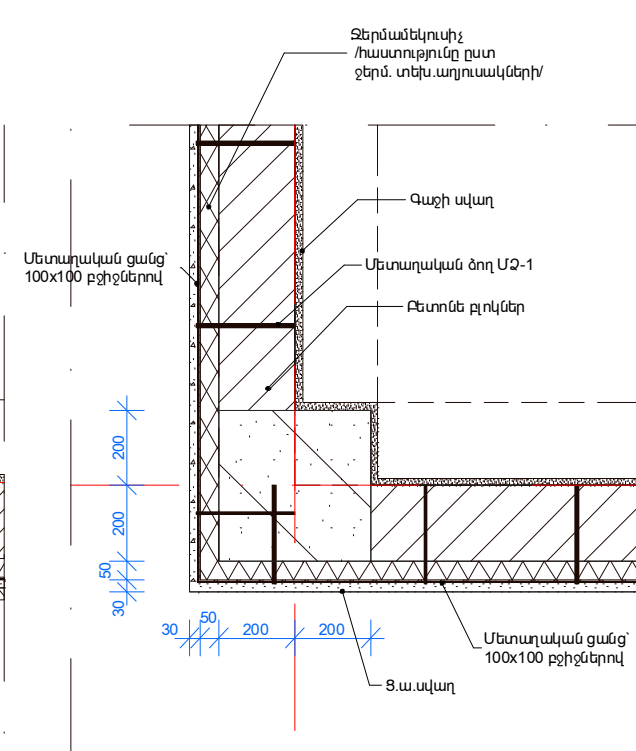 Ջերմամեկուսիչ
/հաստությունը ըստ
ջերմ. տեխ.աղյուսակների/
Գաջի սվաղ
Մետաղական ցանց՝
100x100 բջիջներով
Մետաղական ձող ՄՁ-1
Բետոնե բլոկներ
200
200
50
30
30
50
200
200
Մետաղական ցանց՝
100x100 բջիջներով
Ց.ա.սվաղ